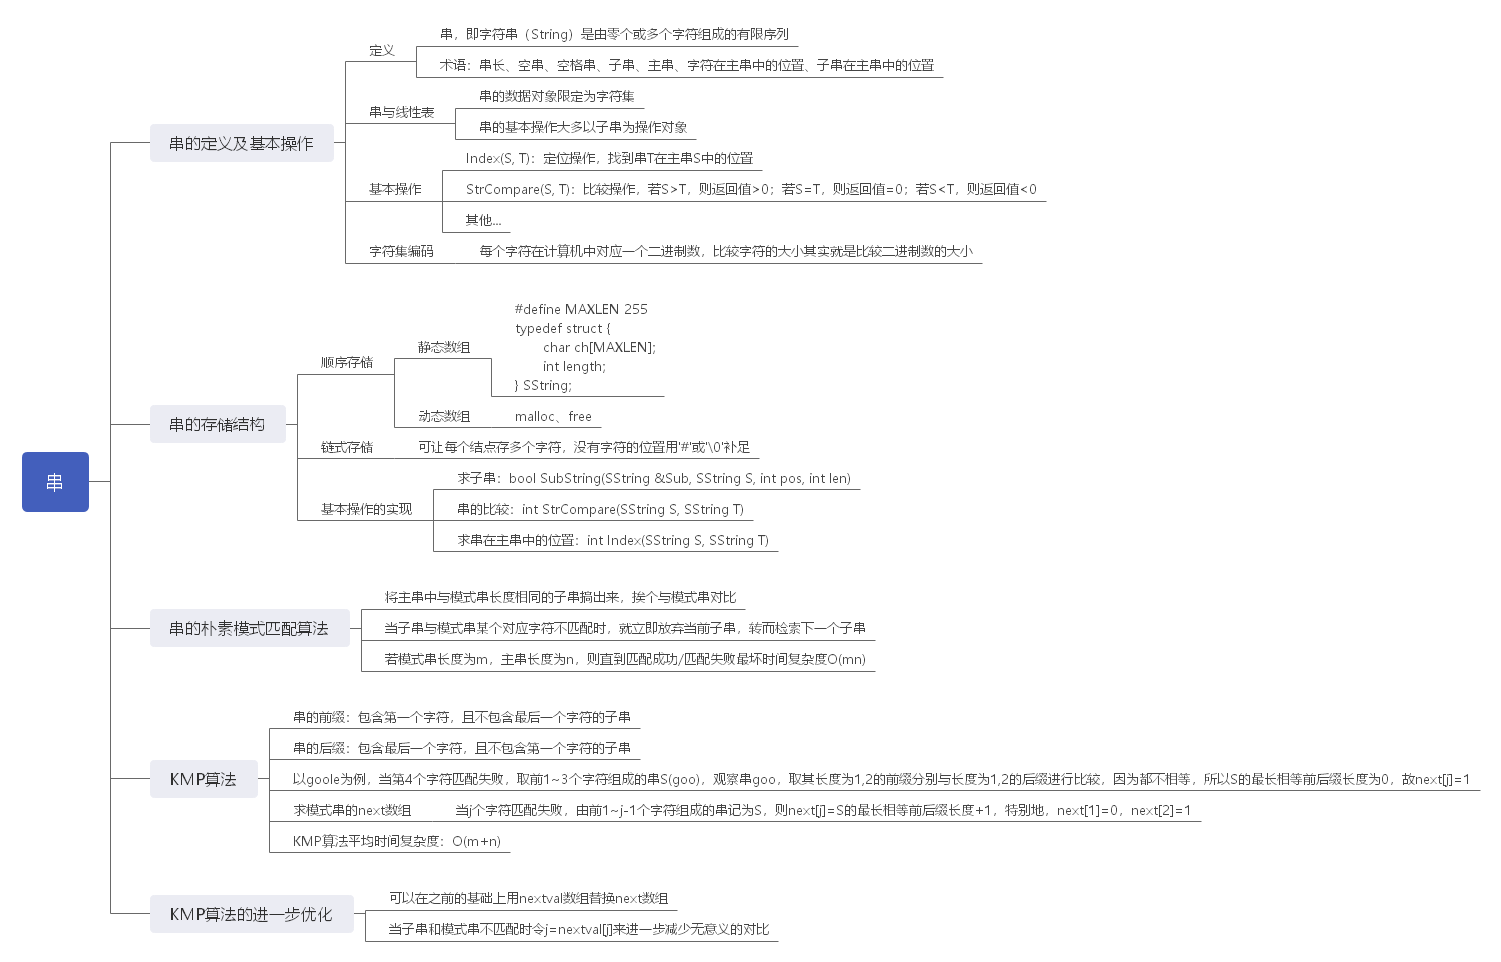 串
串的定义及基本操作
定义
串，即字符串（String）是由零个或多个字符组成的有限序列
术语：串长、空串、空格串、子串、主串、字符在主串中的位置、子串在主串中的位置
串与线性表
串的数据对象限定为字符集
串的基本操作大多以子串为操作对象
基本操作
Index(S, T)：定位操作，找到串T在主串S中的位置
StrCompare(S, T)：比较操作，若S>T，则返回值>0；若S=T，则返回值=0；若S<T，则返回值<0
其他...
字符集编码
每个字符在计算机中对应一个二进制数，比较字符的大小其实就是比较二进制数的大小
串的存储结构
顺序存储
静态数组
#define MAXLEN 255
typedef struct {
char ch[MAXLEN];
int length;
} SString;
动态数组
malloc、free
链式存储
可让每个结点存多个字符，没有字符的位置用'#'或'\0'补足
基本操作的实现
求子串：bool SubString(SString &Sub, SString S, int pos, int len)
串的比较：int StrCompare(SString S, SString T)
求串在主串中的位置：int Index(SString S, SString T)
串的朴素模式匹配算法
将主串中与模式串长度相同的子串搞出来，挨个与模式串对比
当子串与模式串某个对应字符不匹配时，就立即放弃当前子串，转而检索下一个子串
若模式串长度为m，主串长度为n，则直到匹配成功/匹配失败最坏时间复杂度O(mn)
KMP算法
串的前缀：包含第一个字符，且不包含最后一个字符的子串
串的后缀：包含最后一个字符，且不包含第一个字符的子串
以goole为例，当第4个字符匹配失败，取前1~3个字符组成的串S(goo)，观察串goo，取其长度为1,2的前缀分别与长度为1,2的后缀进行比较，因为都不相等，所以S的最长相等前后缀长度为0，故next[j]=1
求模式串的next数组
当j个字符匹配失败，由前1~j-1个字符组成的串记为S，则next[j]=S的最长相等前后缀长度+1，特别地，next[1]=0，next[2]=1
KMP算法平均时间复杂度：O(m+n)
KMP算法的进一步优化
可以在之前的基础上用nextval数组替换next数组
当子串和模式串不匹配时令j=nextval[j]来进一步减少无意义的对比